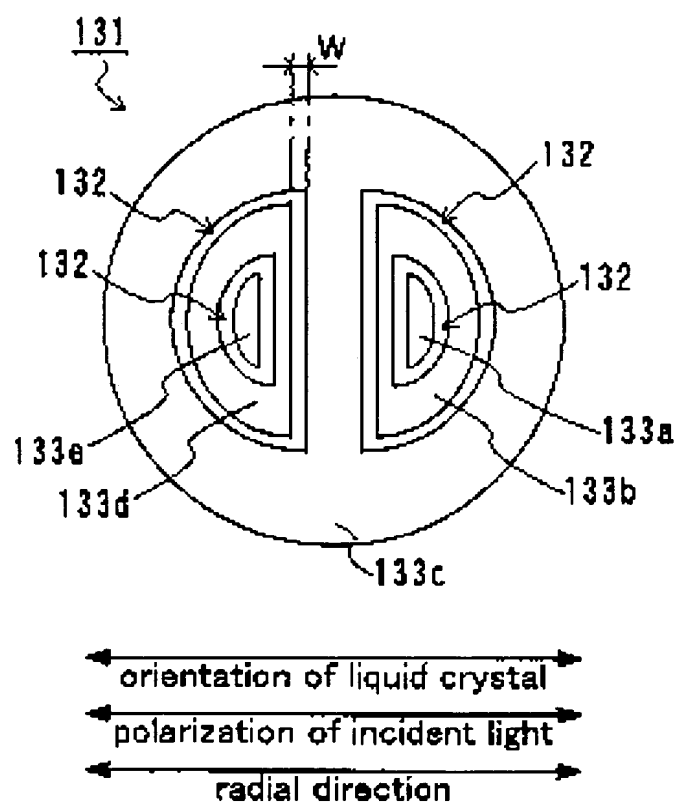 131
W
132
132
132
132
133e
133a
133d
133b
133c
orientation of liquid crystal
polarization of incident light
radial direction